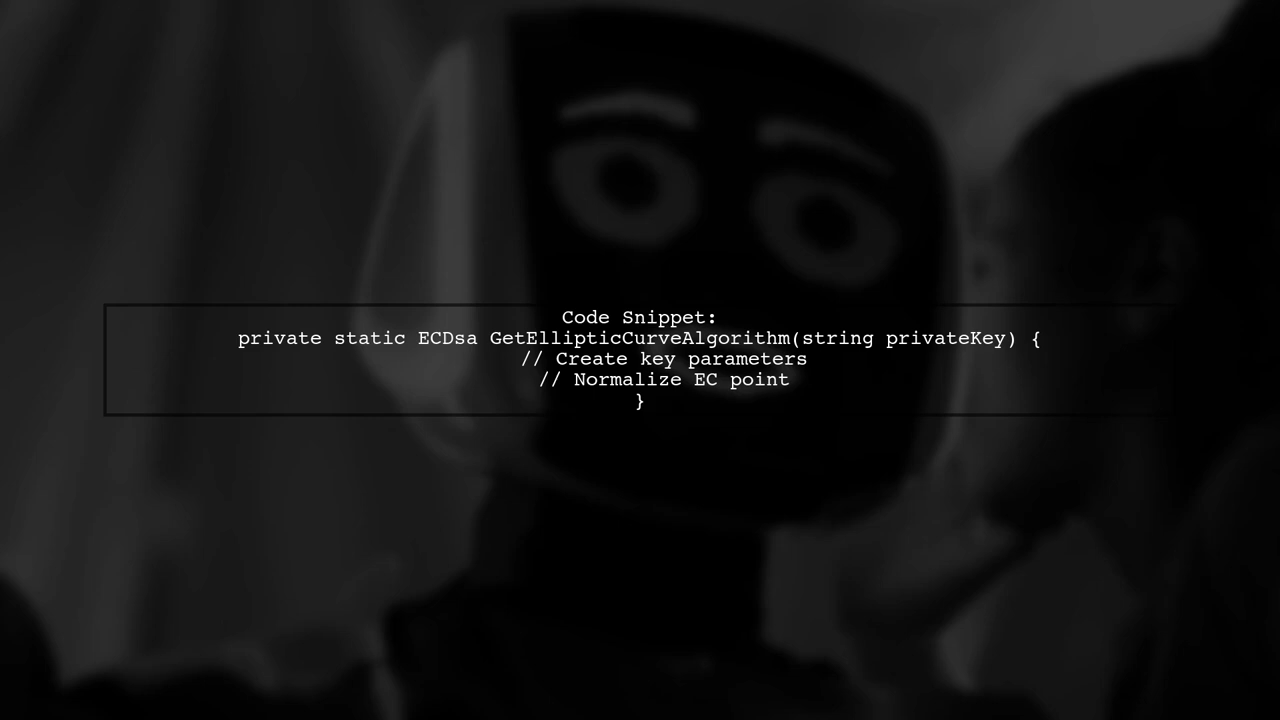 Code Snippet:
private static ECDsa GetEllipticCurveAlgorithm(string privateKey) {
// Create key parameters
// Normalize EC point
}